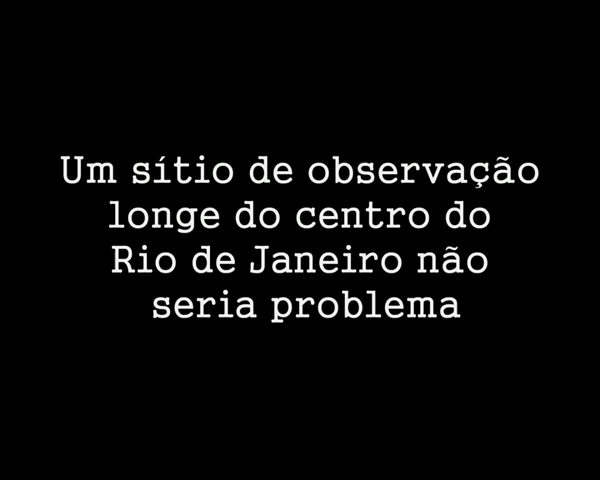 Um sítio de observação
longe do centro do
Rio de Janeiro não
seria problema